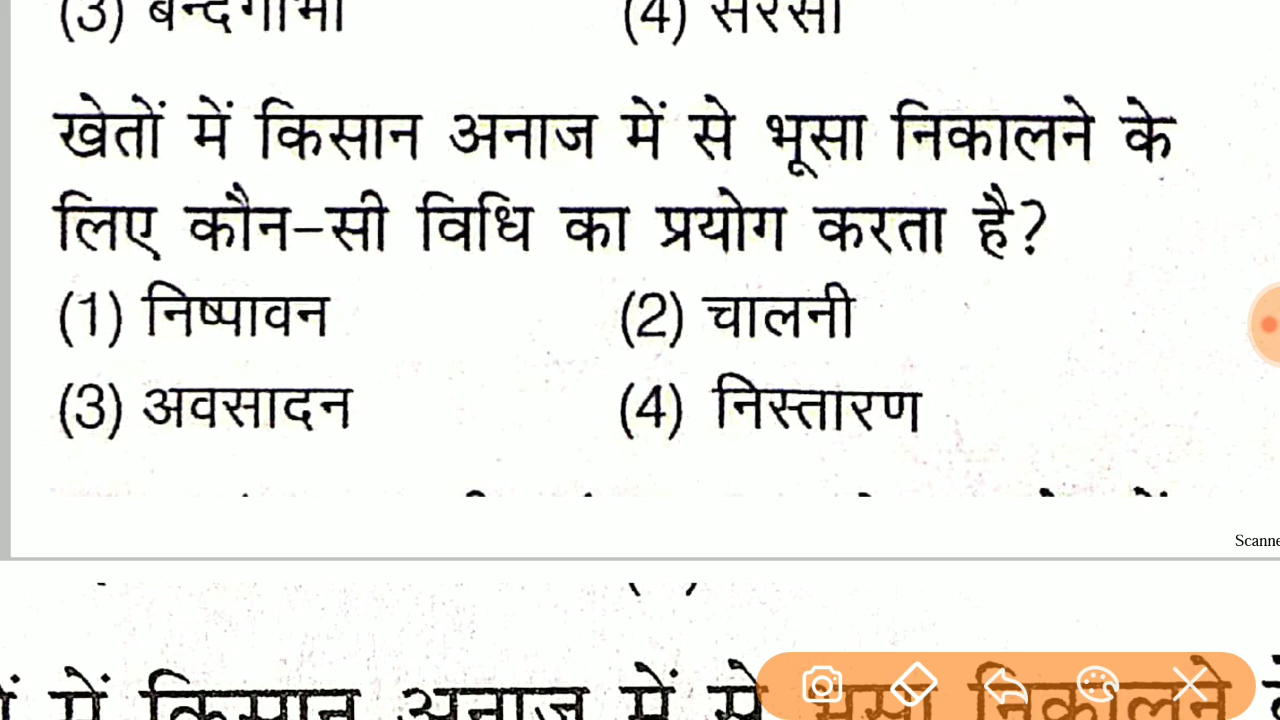 (3) बन्दगोभी (4) सरसों
खेतों में किसान अनाज में से भूसा निकालने के
लिए कौन-सी विधि का प्रयोग करता है?
(1) निष्पावन (2) चालनी
(3) अवसादन (4) निस्तारण
Scanne
में किसान अनाज में से भूसा निकालने